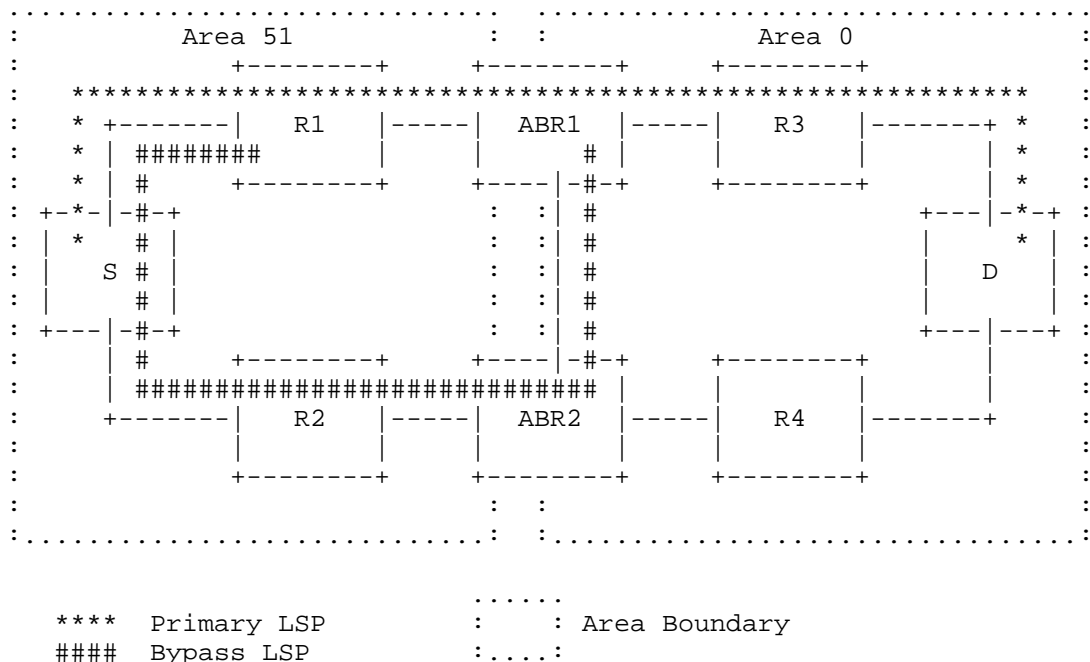 Area 51 Area 0
R1 ABR1 R3
S D
R2 ABR2 R4
**** Primary LSP : : Area Boundary
#### Bypass LSP :....: